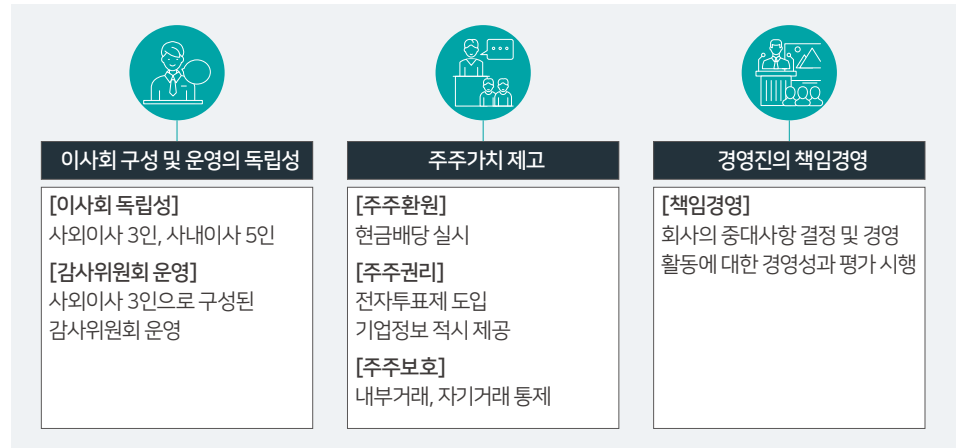 이사회 구성 및 운영의 독립성
[이사회 독립성]
사외이사 3인, 사내이사 5인
[감사위원회 운영]
사외이사 3인으로 구성된
감사위원회 운영
주주가치 제고
[주주환원]
현금배당 실시
[주주권리]
전자투표제 도입
기업정보 적시 제공
[주주보호]
내부거래, 자기거래 통제
경영진의 책임경영
[책임경영]
회사의 중대사항 결정 및 경영
활동에 대한 경영성과 평가 시행